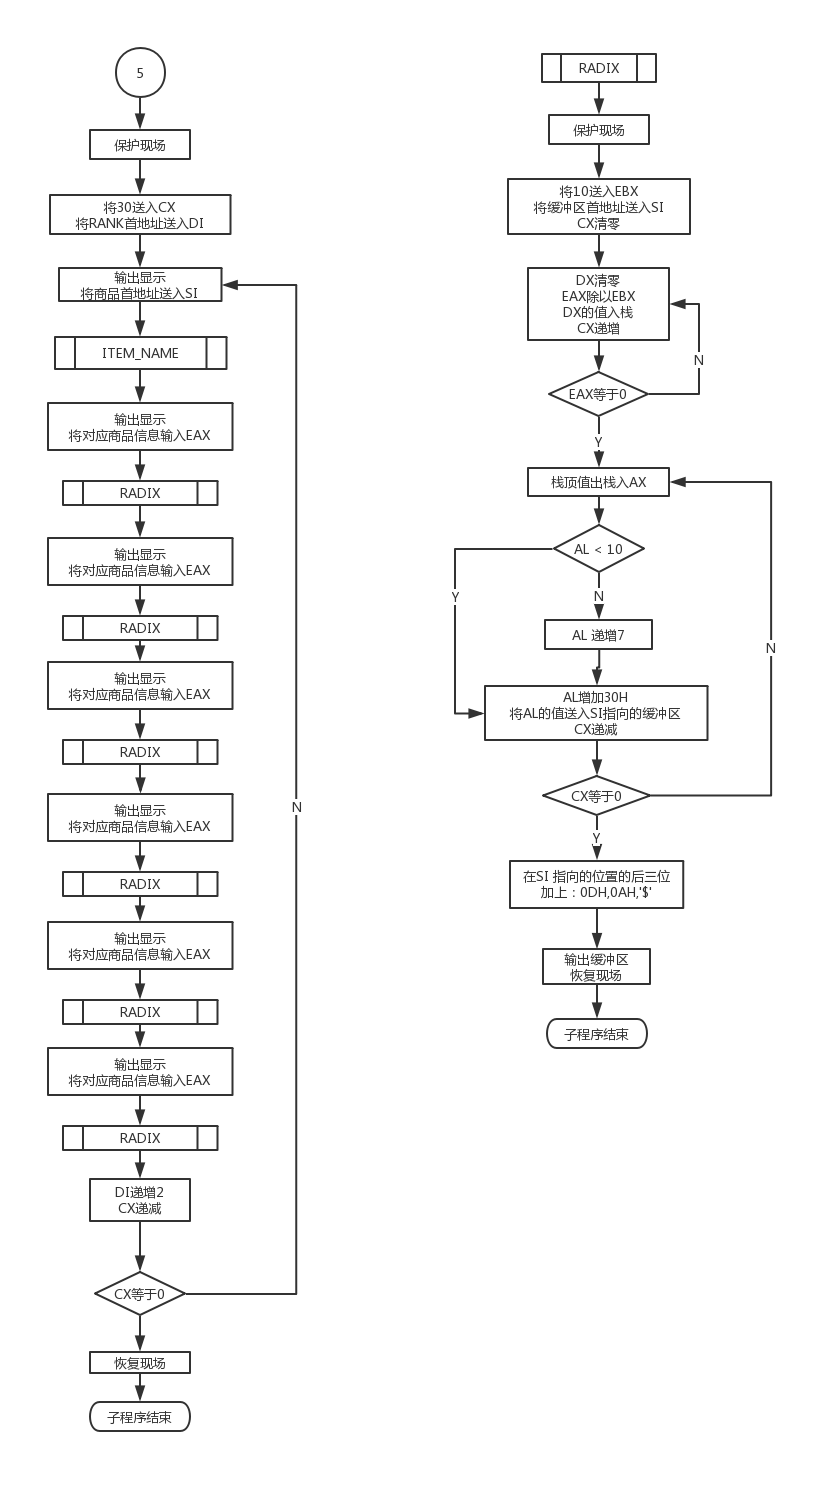 5
保护现场
将30送入CX
将RANK首地址送入DI
输出显示
将商品首地址送入SI
ITEM_NAME
输出显示
将对应商品信息输入EAX
RADIX
输出显示
将对应商品信息输入EAX
RADIX
输出显示
将对应商品信息输入EAX
RADIX
输出显示
将对应商品信息输入EAX
RADIX
输出显示
将对应商品信息输入EAX
RADIX
输出显示
将对应商品信息输入EAX
RADIX
DI递增2
CX递减
CX等于0
N
恢复现场
子程序结束
RADIX
保护现场
将10送入EBX
将缓冲区首地址送入SI
CX清零
DX清零
EAX除以EBX
DX的值入栈
CX递增
N
EAX等于0
Y
栈顶值出栈入AX
AL < 10
Y
N
AL 递增7
N
AL增加30H
将AL的值送入SI指向的缓冲区
CX递减
CX等于0
Y
在SI 指向的位置的后三位
加上：0DH,0AH,'$'
输出缓冲区
恢复现场
子程序结束